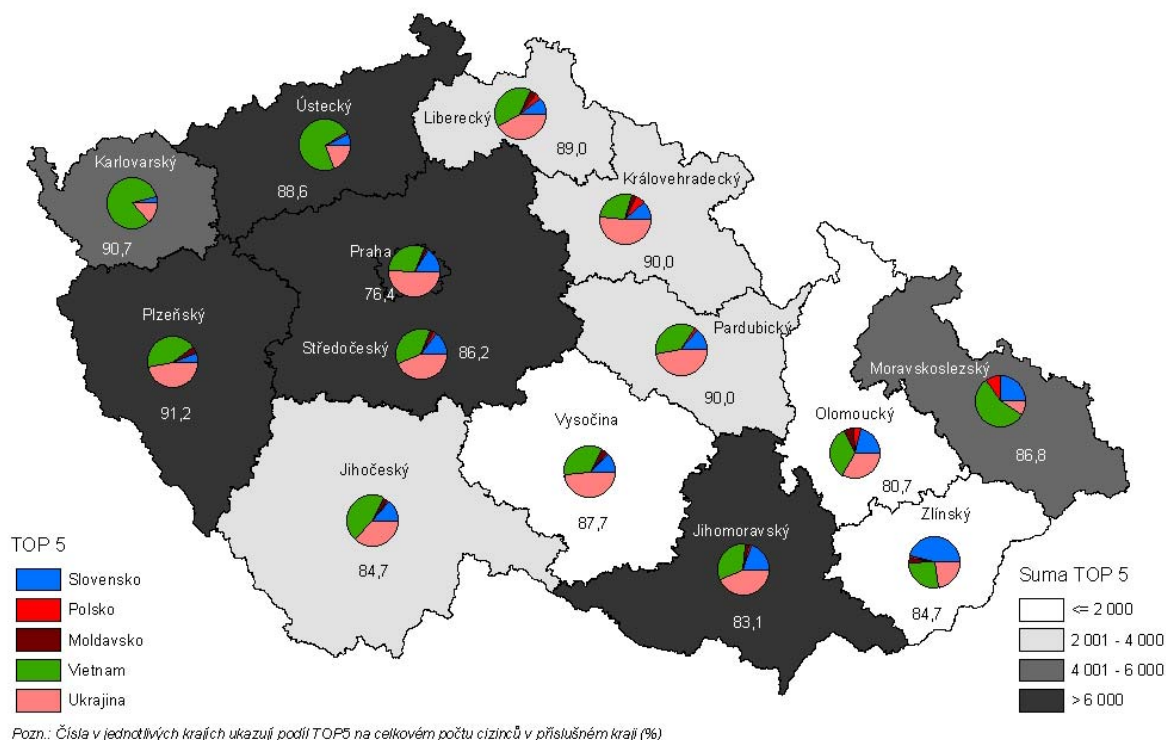 Ústecký
Liberecký
89,0
Karlovarský
88,6
Královehradecký
90,7
90,0
Praha
76,4
Plzeňský
Středočeský
86,2
Pardubický
90,0
91,2
Moravskoslezský
Vysočina
Olomoucký
86,8
Jihočeský
80,7
87,7
Zlínský
Jihomoravský
84,7
84,7
83,1
TOP 5
Slovensko
Polsko
Moldavsko
Vietnam
Ukrajina
Suma TOP 5
<= 2 000
2 001 - 4 000
4 001 - 6 000
> 6 000
Pozn.: Čísla v jednotlivých krajích ukazují podíl TOP5 na celkovém počtu cizinců v příslušném kraji (%)